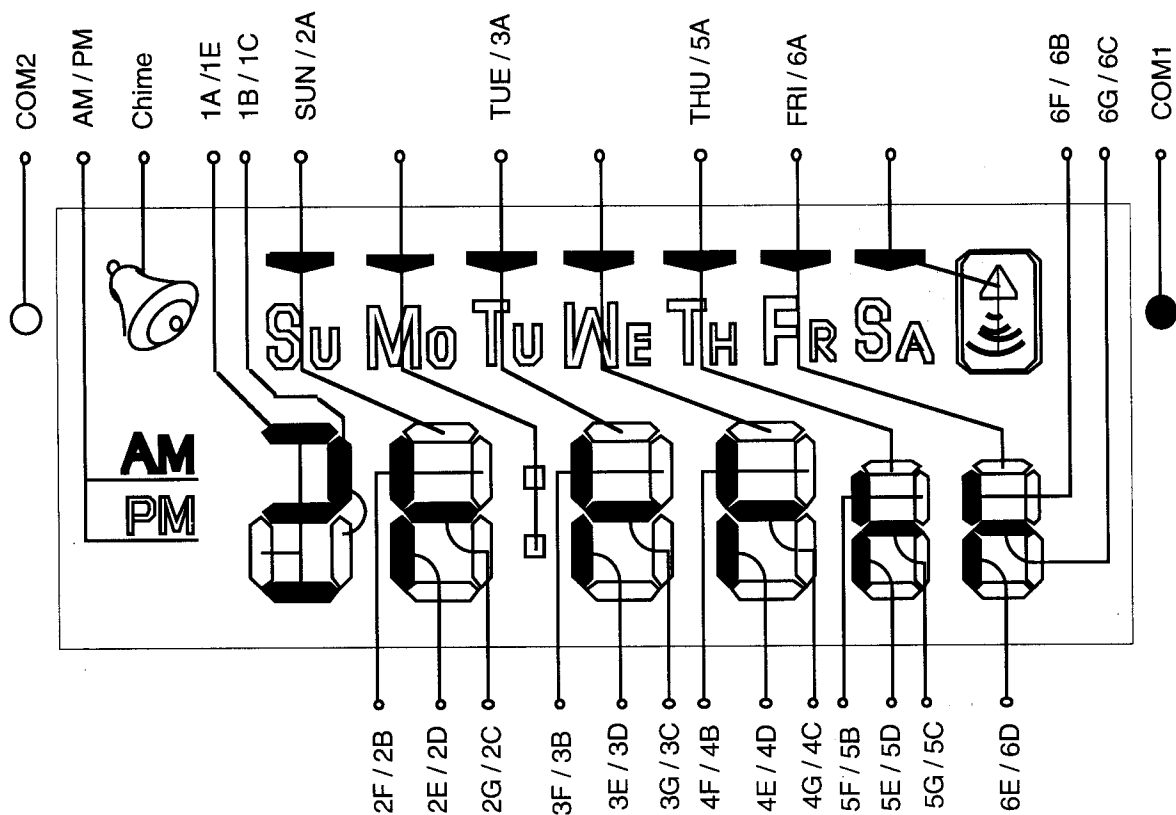 COM2
AM / PM
Chime
1A /1E
1B / 1C
SUN / 2A
TUE / 3A
THU / 5A
FRI / 6A
6F / 6B
6G / 6C
COM1
SU MO TU WE TH FR SA
AM
PM
2F / 2B
2E / 2D
2G / 2C
3F / 3B
3E / 3D
3G / 3C
4F / 4B
4E / 4D
4G / 4C
5F / 5B
5E / 5D
5G / 5C
6E / 6D